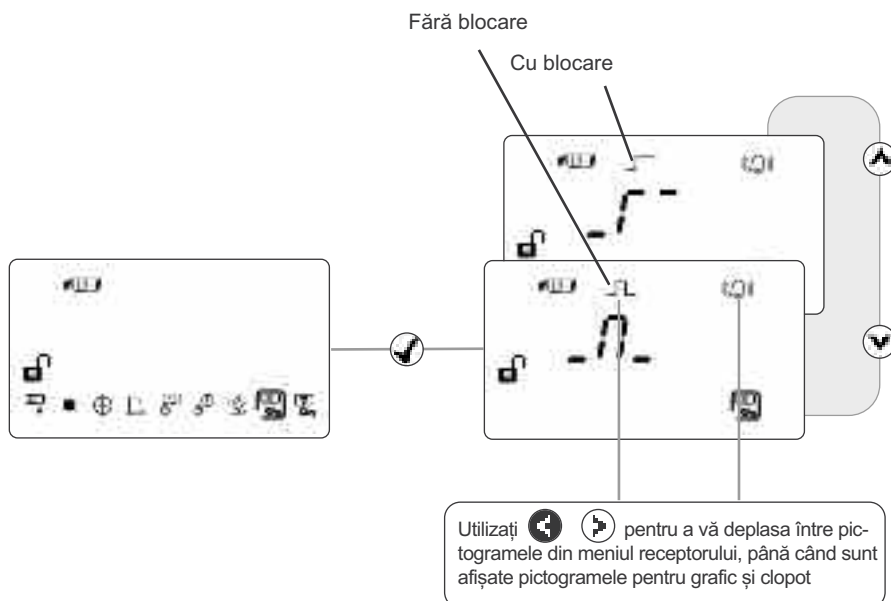 Fără blocare
Cu blocare
Utilizați pentru a vă deplasa între pic-
togramele din meniul receptorului, până când sunt
afișate pictogramele pentru grafic și clopot